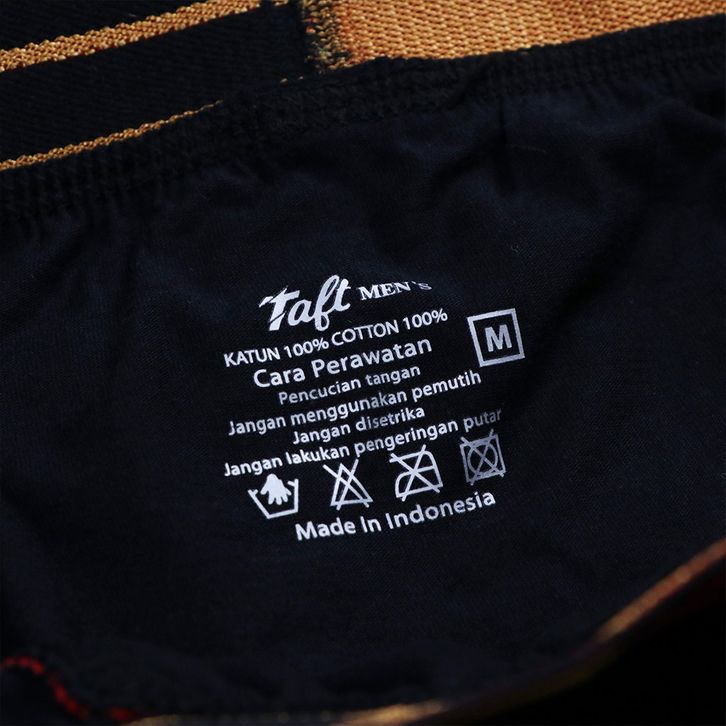 Taft MEN'S
KATUN 100% COTTON 100%
M
Cara Perawatan
Pencucian tangan
Jangan menggunakan pemutih
Jangan disetrika
Jangan lakukan pengeringan putar
Made In Indonesia